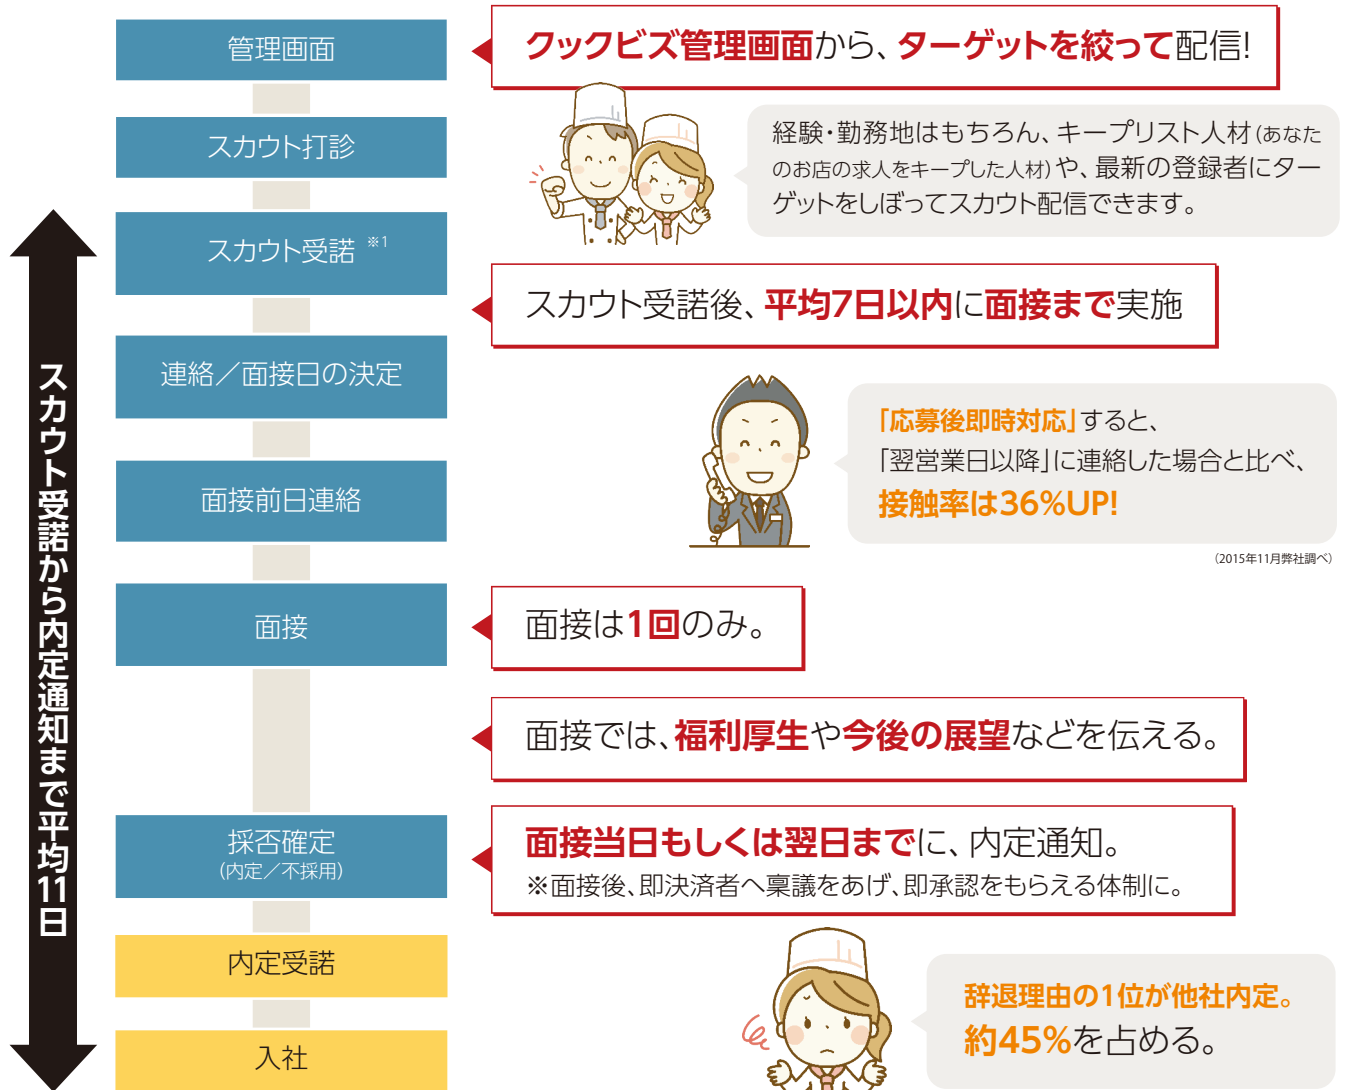 管理画面
クックビズ管理画面から、ターゲットを絞って配信!
スカウト打診
経験・勤務地はもちろん、キープリスト人材(あなた
のお店の求人をキープした人材)や、最新の登録者にター
ゲットをしぼってスカウト配信できます。
スカウト受諾 ※1
スカウト受諾後、平均7日以内に面接まで実施
連絡／面接日の決定
「応募後即時対応」すると、
「翌営業日以降」に連絡した場合と比べ、
接触率は36%UP!
(2015年11月弊社調べ)
面接前日連絡
面接
面接は1回のみ。
面接では、福利厚生や今後の展望などを伝える。
採否確定
(内定／不採用)
面接当日もしくは翌日までに、内定通知。
※面接後、即決済者へ稟議をあげ、即承認をもらえる体制に。
内定受諾
辞退理由の1位が他社内定。
約45%を占める。
入社
スカウト受諾から内定通知まで平均11日